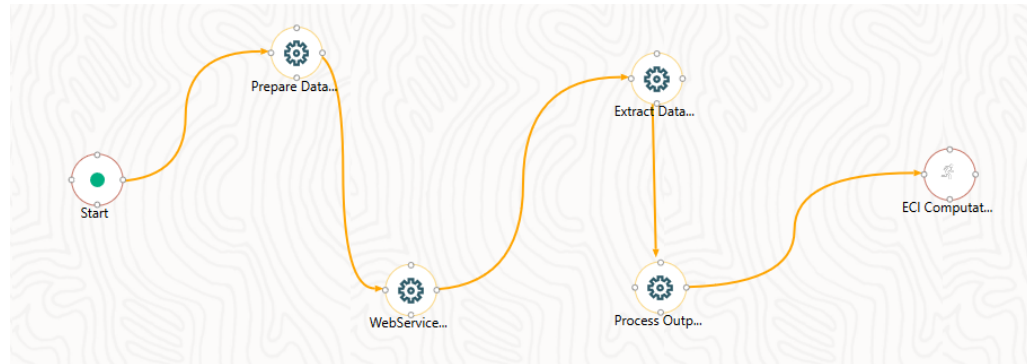 Prepare Data...
Extract Data...
Start
ECI Computat...
WebService...
Process Outp...